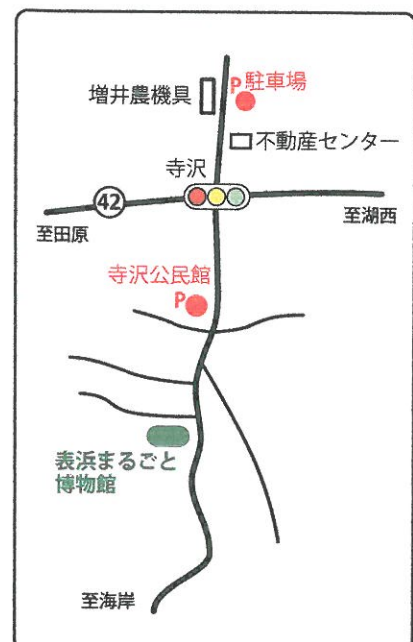 P駐車場
増井農機具
不動産センター
寺沢
42
至田原
至湖西
寺沢公民館
P
表浜まるごと
博物館
至海岸